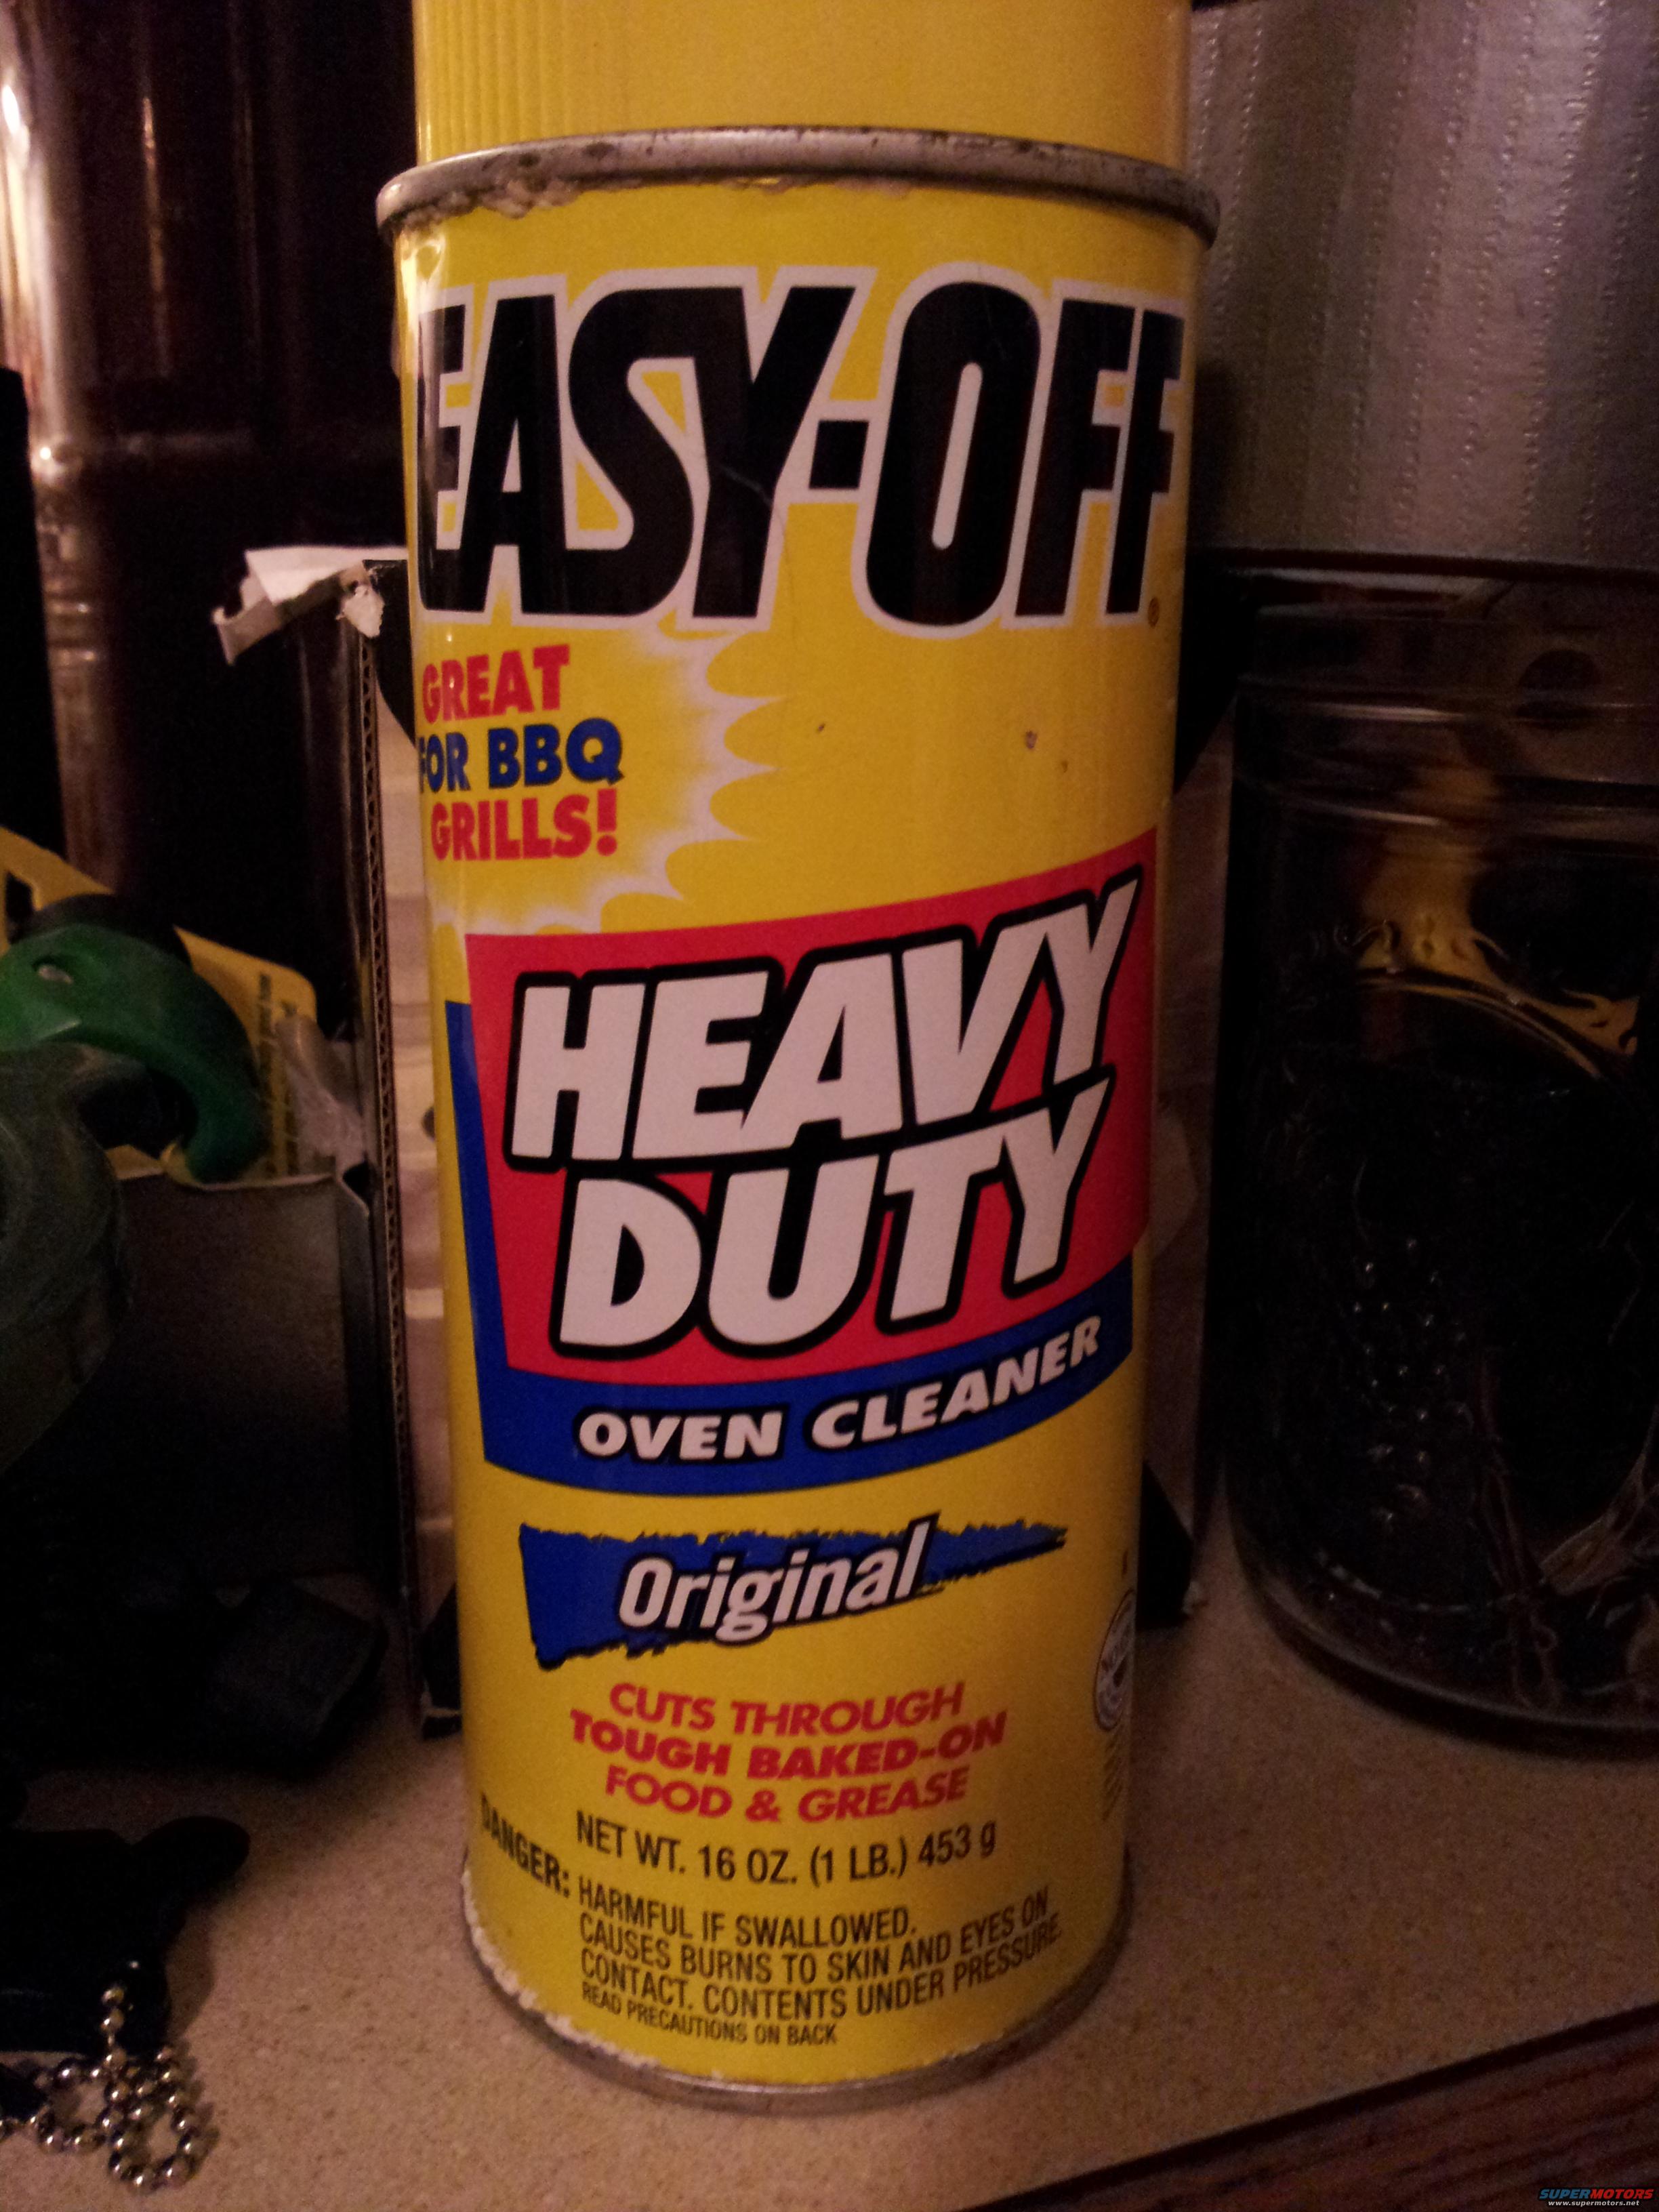 EASY-OFF®
GREAT
FOR BBQ
GRILLS!
HEAVY
DUTY
OVEN CLEANER
Original
CUTS THROUGH
TOUGH BAKED-ON
FOOD & GREASE
NET WT. 16 OZ. (1 LB.) 453 g
DANGER: HARMFUL IF SWALLOWED.
CAUSES BURNS TO SKIN AND EYES ON
CONTACT. CONTENTS UNDER PRESSURE.
READ PRECAUTIONS ON BACK
SUPERMOTORS
www.supermotors.net